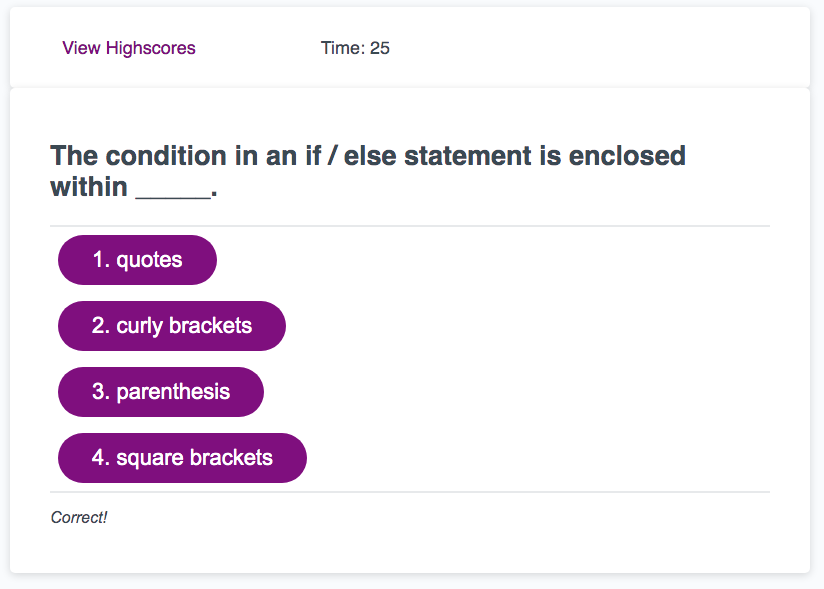 View Highscores
Time: 25
The condition in an if / else statement is enclosed
within ______.
1. quotes
2. curly brackets
3. parenthesis
4. square brackets
Correct!